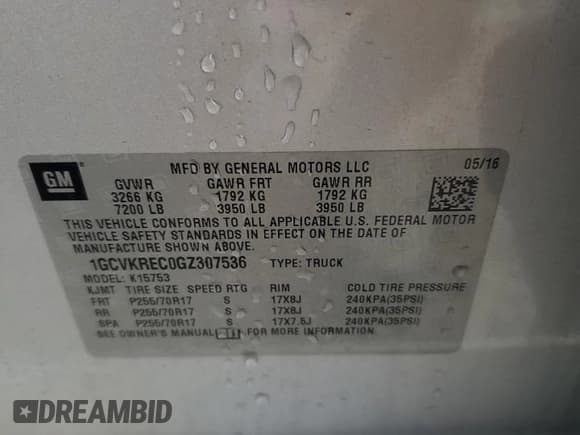 GM
MFD BY GENERAL MOTORS LLC 05/16
GVWR GAWR FRT GAWR RR
3266 KG 1792 KG 1792 KG
7200 LB 3950 LB 3950 LB
THIS VEHICLE CONFORMS TO ALL APPLICABLE U.S. FEDERAL MOTOR
VEHICLE SAFETY STANDARDS IN EFFECT ON THE DATE OF
MANUFACTURE SHOWN ABOVE.
1GCVKREC0GZ307536 TYPE: TRUCK
MODEL: K15753
KJMT TIRE SIZE SPEED RTG RIM COLD TIRE PRESSURE
FRT P255/70R17 S 17X8J 240KPA(35PSI)
RR P255/70R17 S 17X8J 240KPA(35PSI)
SPA P255/70R17 S 17X7.5J 240KPA(35PSI)
SEE OWNER'S MANUAL FOR MORE INFORMATION.
DREAMBID